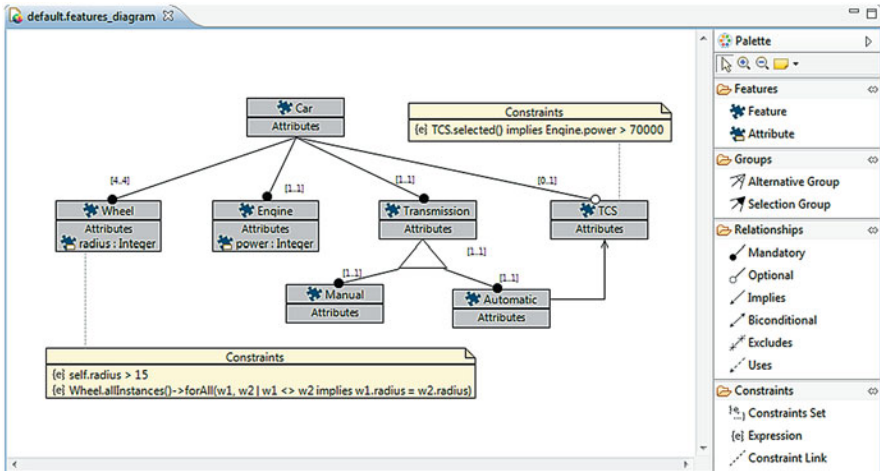 default.features_diagram
Car
Attributes
Constraints
{e} TCS.selected() implies Engine.power > 70000
[4..4]
[1..1]
[1..1]
[0..1]
Wheel
Attributes
radius : Integer
Engine
Attributes
power : Integer
Transmission
Attributes
TCS
Attributes
[1..1]
[1..1]
[1..1]
Manual
Attributes
Automatic
Attributes
Constraints
{e} self.radius > 15
{e} Wheel.allInstances()->forAll(w1, w2 | w1 <> w2 implies w1.radius = w2.radius)
Palette
Features
Feature
Attribute
Groups
Alternative Group
Selection Group
Relationships
Mandatory
Optional
Implies
Biconditional
Excludes
Uses
Constraints
Constraints Set
{e} Expression
Constraint Link